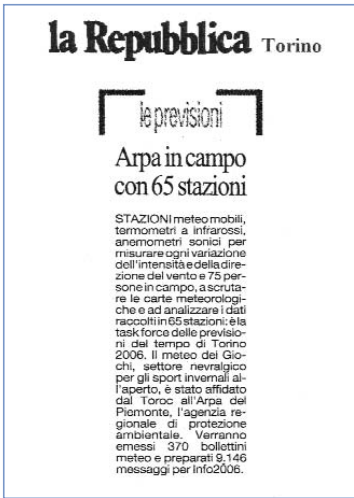 la Repubblica Torino
le previsioni
Arpa in campo
con 65 stazioni
STAZIONI meteo mobili,
termometri a infrarossi,
anemometri sonici per
misurare ogni variazione
dell'intensità e della dire-
zione del vento e 75 per-
sone in campo, a scruta-
re le carte meteorologi-
che e ad analizzare i dati
raccolti in 65 stazioni: è la
task force delle previsio-
ni del tempo di Torino
2006. Il meteo dei Gio-
chi, settore nevralgico
per gli sport invernali al-
l'aperto, è stato affidato
dal Toroc all'Arpa del
Piemonte, l'agenzia re-
gionale di protezione
ambientale. Verranno
emessi 370 bollettini
meteo e preparati 9.146
messaggi per Info2006.